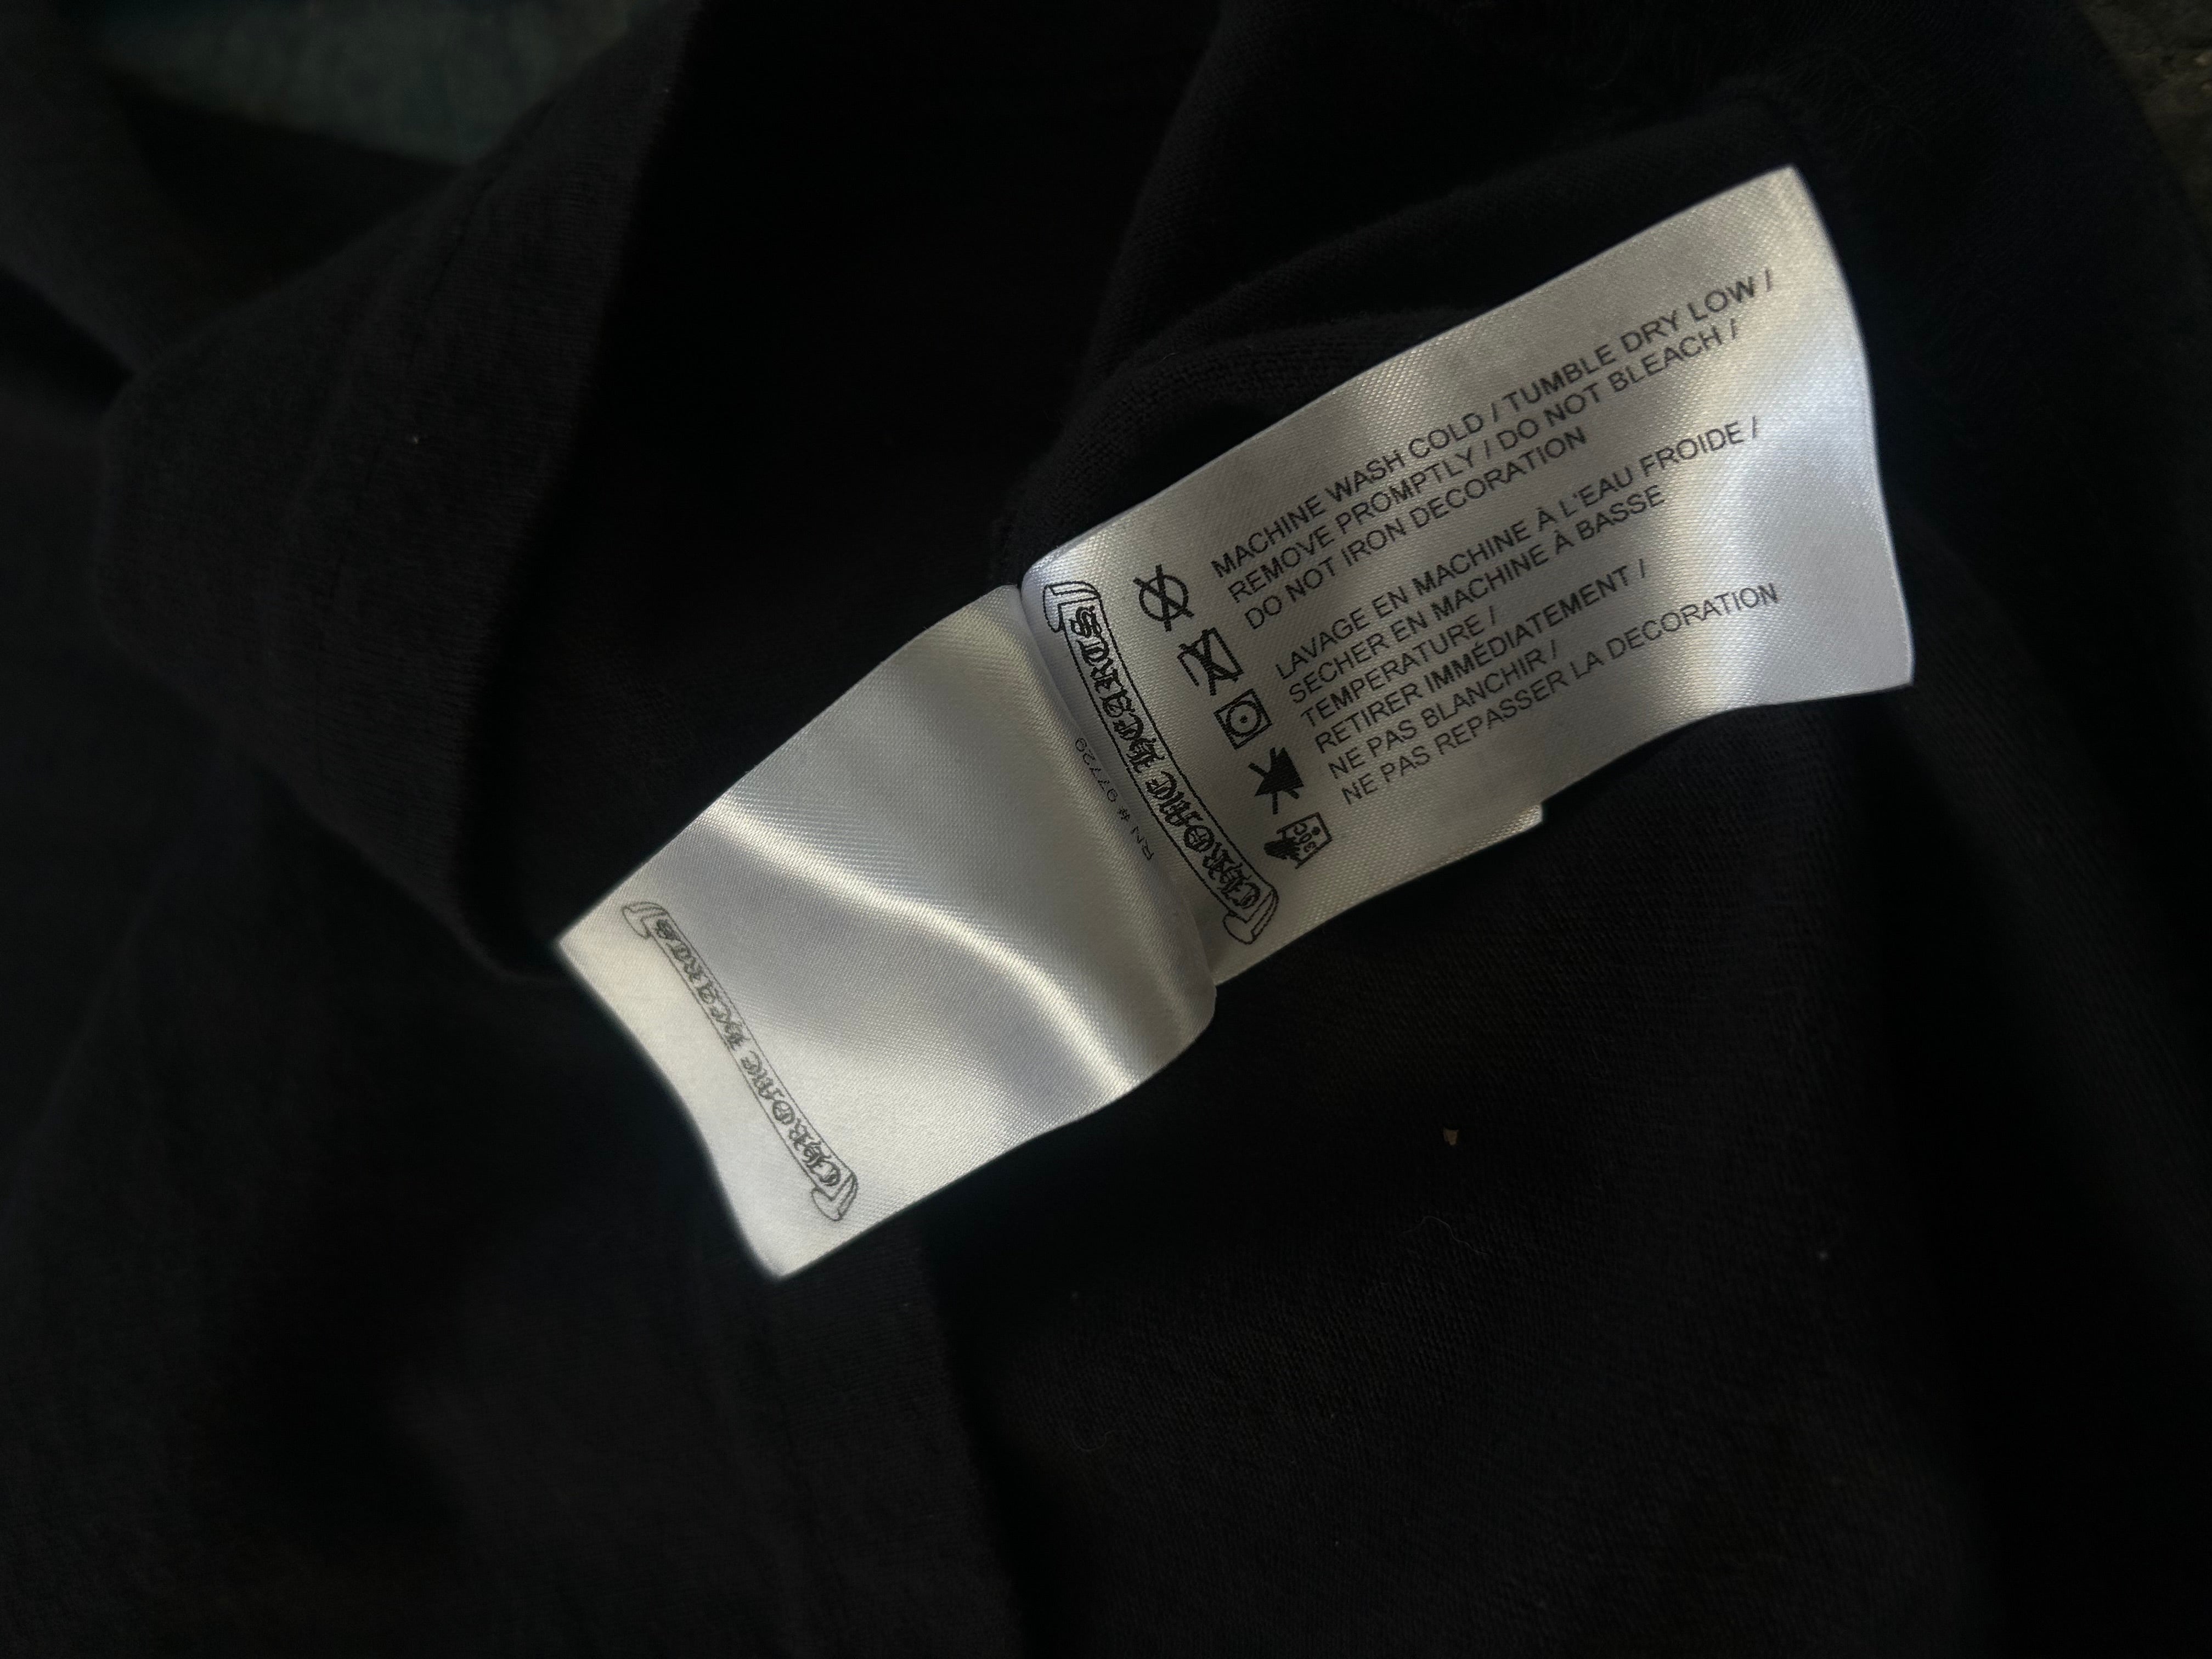 CHROME HEARTS
MACHINE WASH COLD / TUMBLE DRY LOW /
REMOVE PROMPTLY / DO NOT BLEACH /
DO NOT IRON DECORATION
LAVAGE EN MACHINE À L'EAU FROIDE /
SECHER EN MACHINE À BASSE
TEMPERATURE /
RETIRER IMMÉDIATEMENT /
NE PAS BLANCHIR /
NE PAS REPASSER LA DECORATION
30C
RN # 97729
CHROME HEARTS